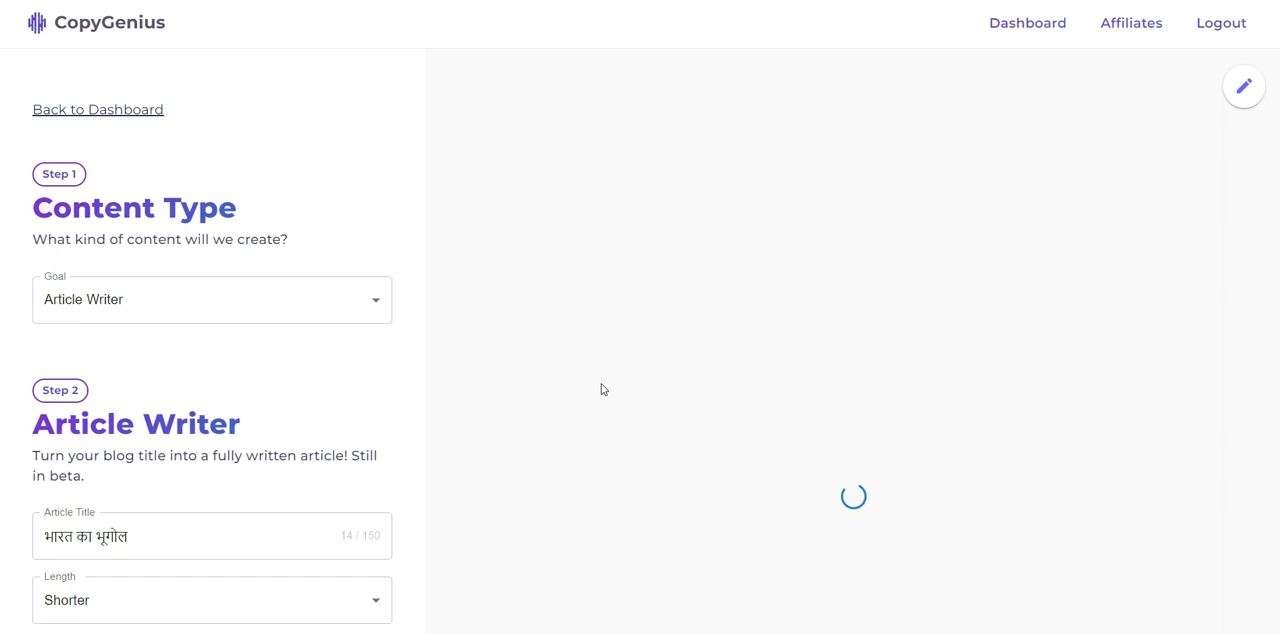 CopyGenius
Dashboard
Affiliates
Logout
Back to Dashboard
Step 1
Content Type
What kind of content will we create?
Goal
Article Writer
Step 2
Article Writer
Turn your blog title into a fully written article! Still
in beta.
Article Title
भारत का भूगोल
14 / 150
Length
Shorter